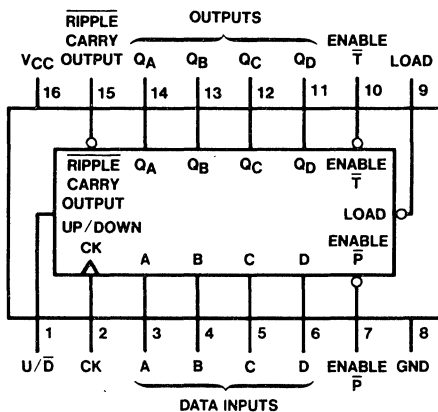 OUTPUTS
RIPPLE
CARRY
OUTPUT
ENABLE
T̅
VCC
QA QB QC QD
LOAD
16 15 14 13 12 11 10 9
RIPPLE
CARRY
OUTPUT
QA QB QC QD
ENABLE
T̅
LOAD
UP/DOWN
CK
A B C D
ENABLE
P̅
1 2 3 4 5 6 7 8
U/D̅ CK A B C D ENABLE P̅ GND
DATA INPUTS